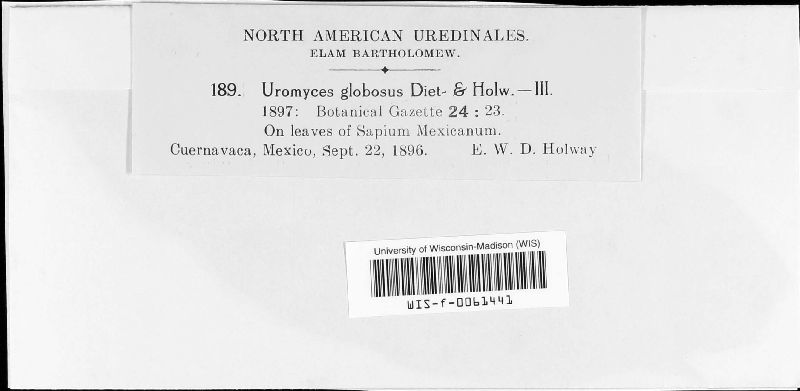 NORTH AMERICAN UREDINALES.
ELAM BARTHOLOMEW.
189. Uromyces globosus Diet- & Holw.—III.
1897: Botanical Gazette 24 : 23.
On leaves of Sapium Mexicanum.
Cuernavaca, Mexico, Sept. 22, 1896. E. W. D. Holway
University of Wisconsin-Madison (WIS)
WIS-f-0061441